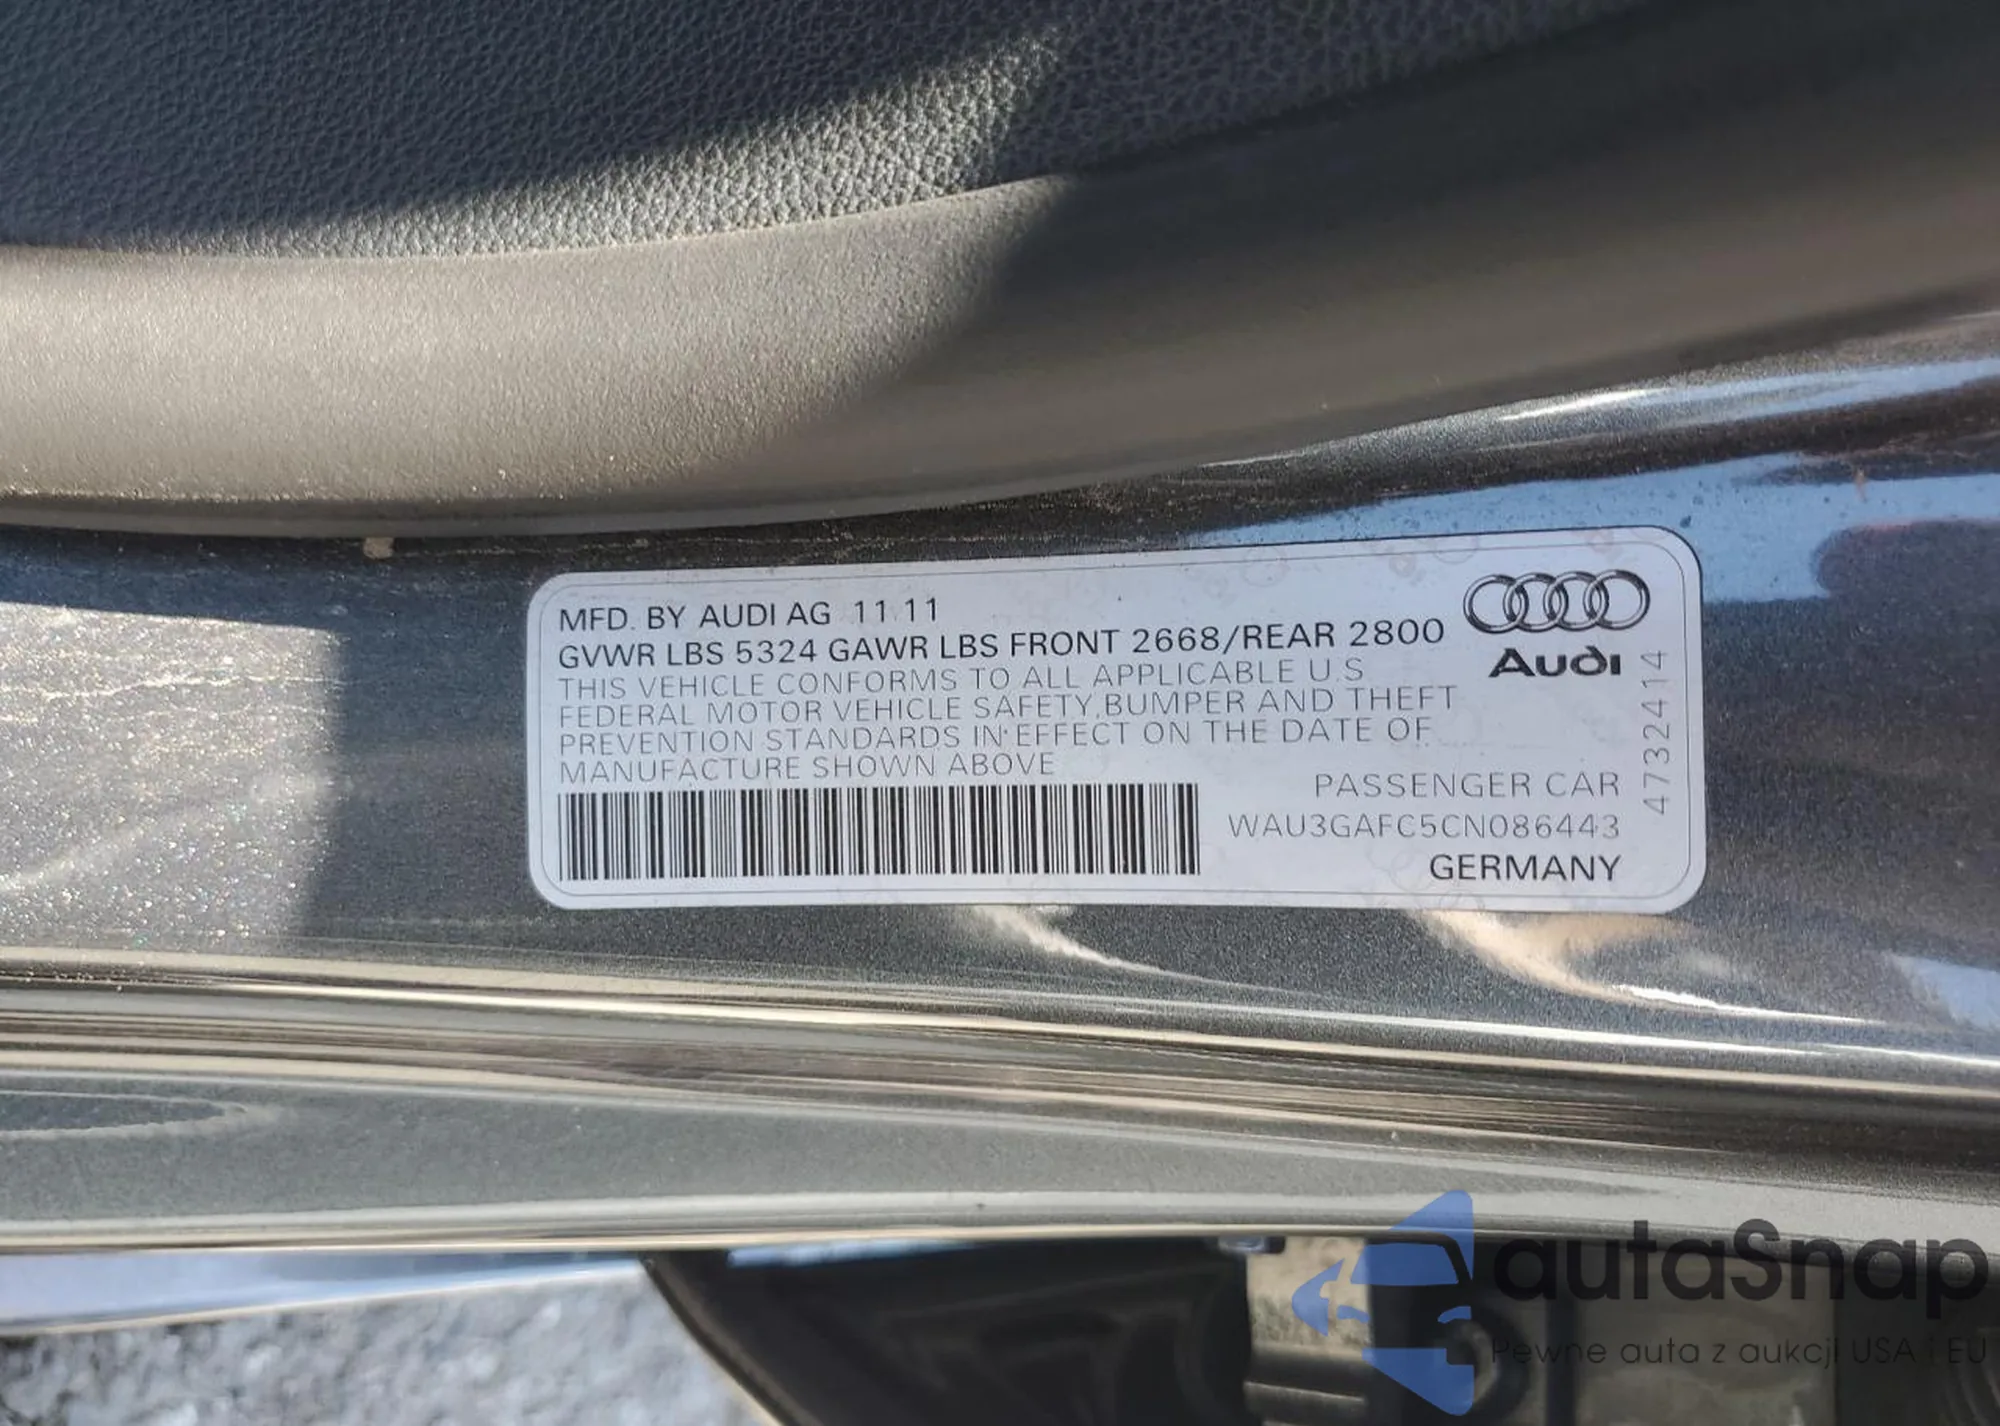 MFD. BY AUDI AG 11.11
GVWR LBS 5324 GAWR LBS FRONT 2668/REAR 2800
THIS VEHICLE CONFORMS TO ALL APPLICABLE U.S
FEDERAL MOTOR VEHICLE SAFETY,BUMPER AND THEFT
PREVENTION STANDARDS IN EFFECT ON THE DATE OF
MANUFACTURE SHOWN ABOVE
Audi
4732414
PASSENGER CAR
WAU3GAFC5CN086443
GERMANY
autaSnap
Pewne auta z aukcji USA i EU